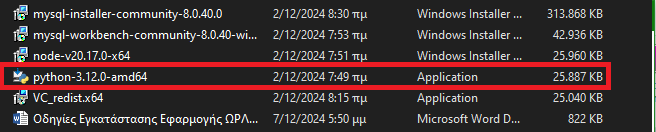 mysql-installer-community-8.0.40.0 2/12/2024 8:30 πμ Windows Installer ... 313.868 KB
mysql-workbench-community-8.0.40-wi... 2/12/2024 7:53 πμ Windows Installer ... 42.936 KB
node-v20.17.0-x64 2/12/2024 7:51 πμ Windows Installer ... 25.960 KB
python-3.12.0-amd64 2/12/2024 7:49 πμ Application 25.887 KB
VC_redist.x64 2/12/2024 8:15 πμ Application 25.040 KB
Οδηγίες Εγκατάστασης Εφαρμογής ΩΡΛ... 7/12/2024 5:50 μμ Microsoft Word D... 822 KB